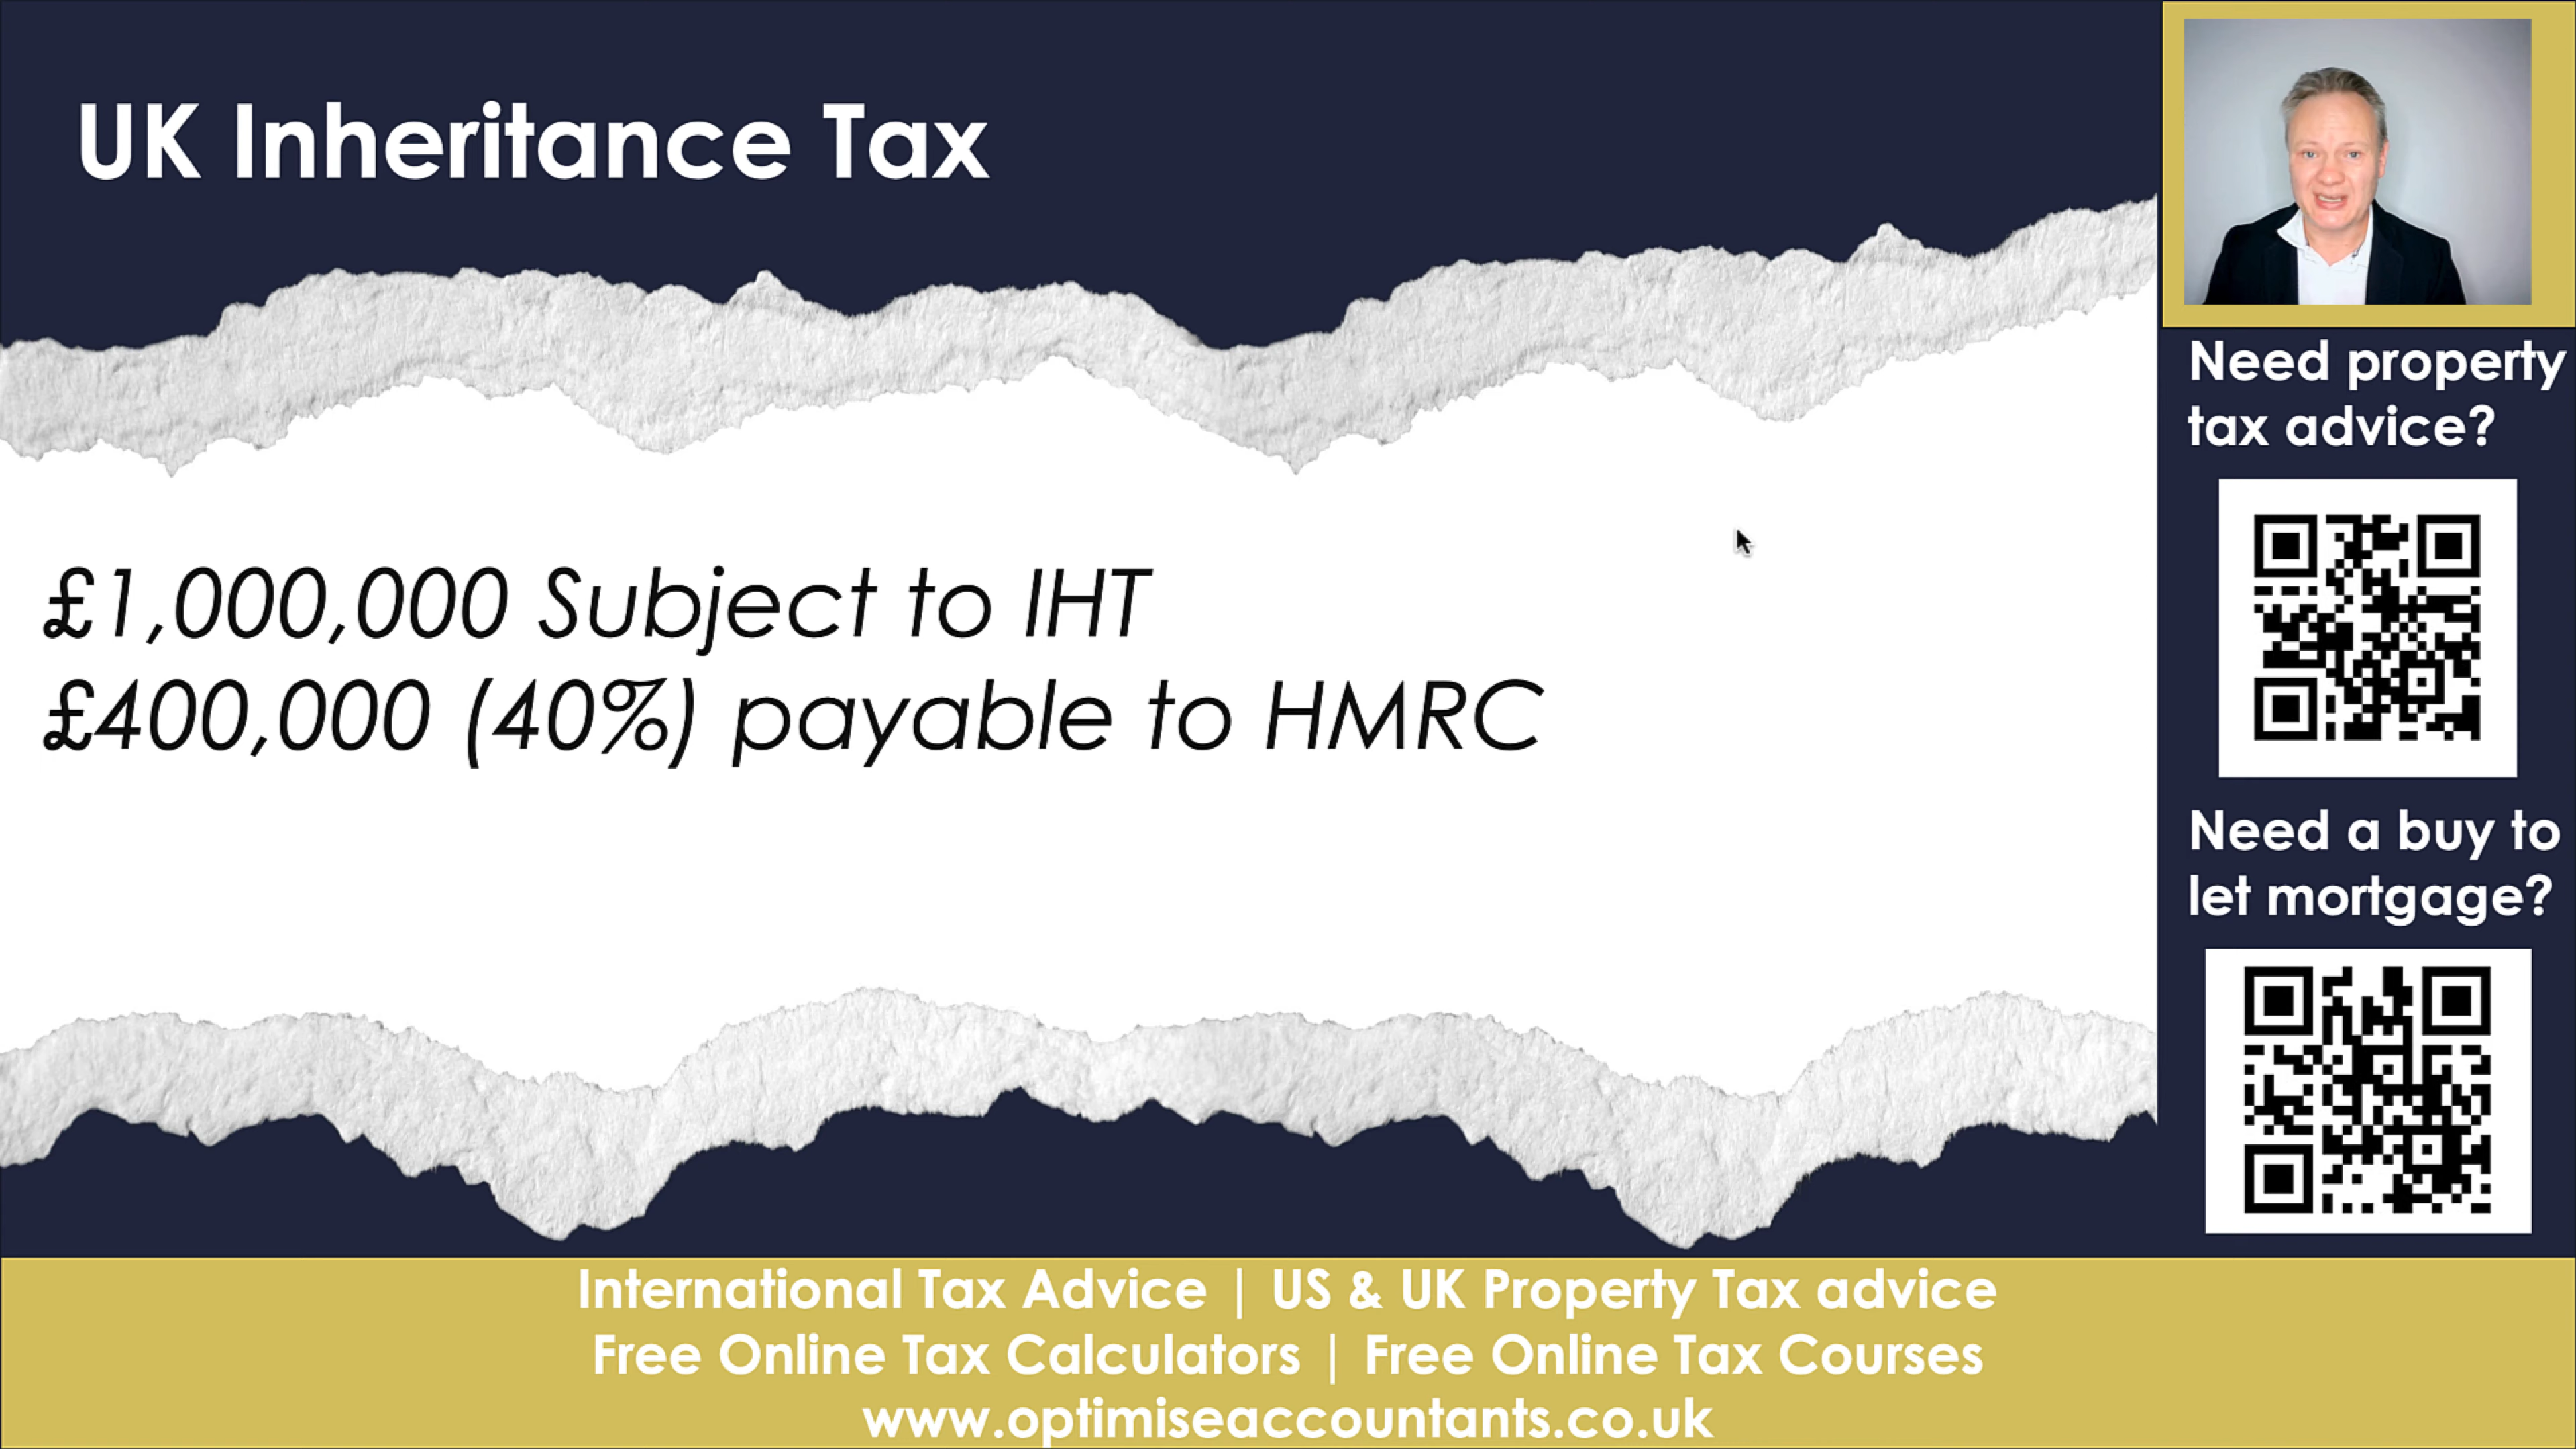 UK Inheritance Tax
£1,000,000 Subject to IHT
£400,000 (40%) payable to HMRC
Need property
tax advice?
Need a buy to
let mortgage?
International Tax Advice | US & UK Property Tax advice
Free Online Tax Calculators | Free Online Tax Courses
www.optimiseaccountants.co.uk